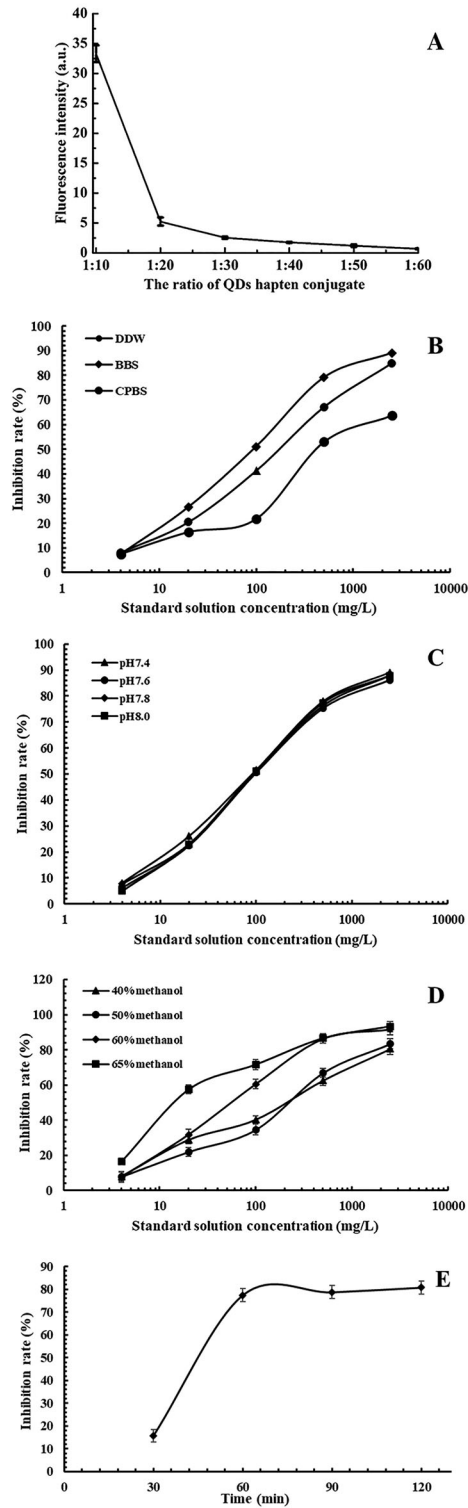 A
Fluorescence intensity (a.u.)
40
35
30
25
20
15
10
5
0
1:10 1:20 1:30 1:40 1:50 1:60
The ratio of QDs hapten conjugate
B
DDW
BBS
CPBS
Inhibition rate (%)
100
90
80
70
60
50
40
30
20
10
0
1 10 100 1000 10000
Standard solution concentration (mg/L)
C
pH7.4
pH7.6
pH7.8
pH8.0
Inhibition rate (%)
100
90
80
70
60
50
40
30
20
10
0
1 10 100 1000 10000
Standard solution concentration (mg/L)
D
40%methanol
50%methanol
60%methanol
65%methanol
Inhibition rate (%)
120
100
80
60
40
20
0
1 10 100 1000 10000
Standard solution concentration (mg/L)
E
Inhibition rate (%)
90
80
70
60
50
40
30
20
10
0
0 30 60 90 120
Time (min)